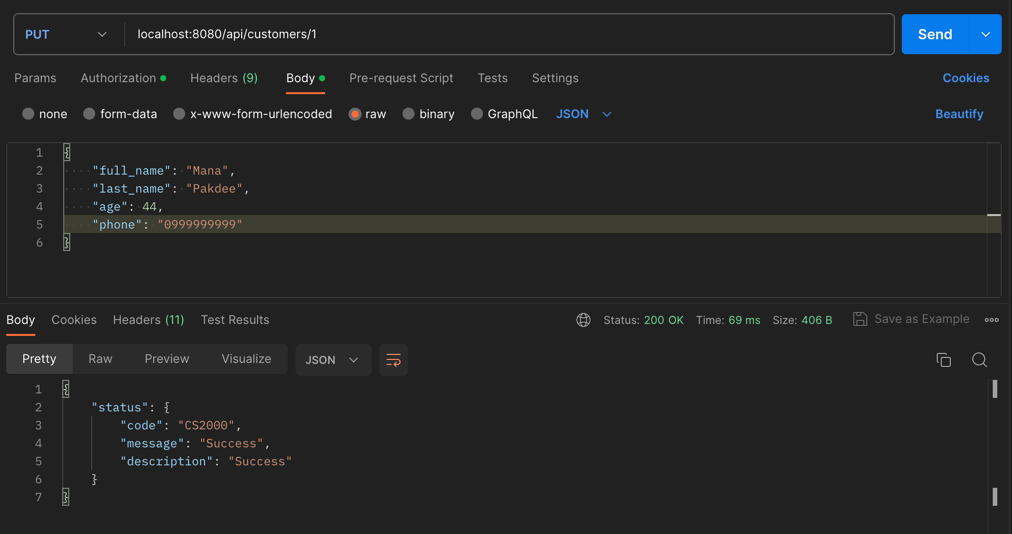 PUT localhost:8080/api/customers/1 Send
Params Authorization Headers (9) Body Pre-request Script Tests Settings Cookies
none form-data x-www-form-urlencoded raw binary GraphQL JSON Beautify
1 {
2 "full_name": "Mana",
3 "last_name": "Pakdee",
4 "age": 44,
5 "phone": "0999999999"
6 }
Body Cookies Headers (11) Test Results Status: 200 OK Time: 69 ms Size: 406 B Save as Example
Pretty Raw Preview Visualize JSON
1 {
2 "status": {
3 "code": "CS2000",
4 "message": "Success",
5 "description": "Success"
6 }
7 }